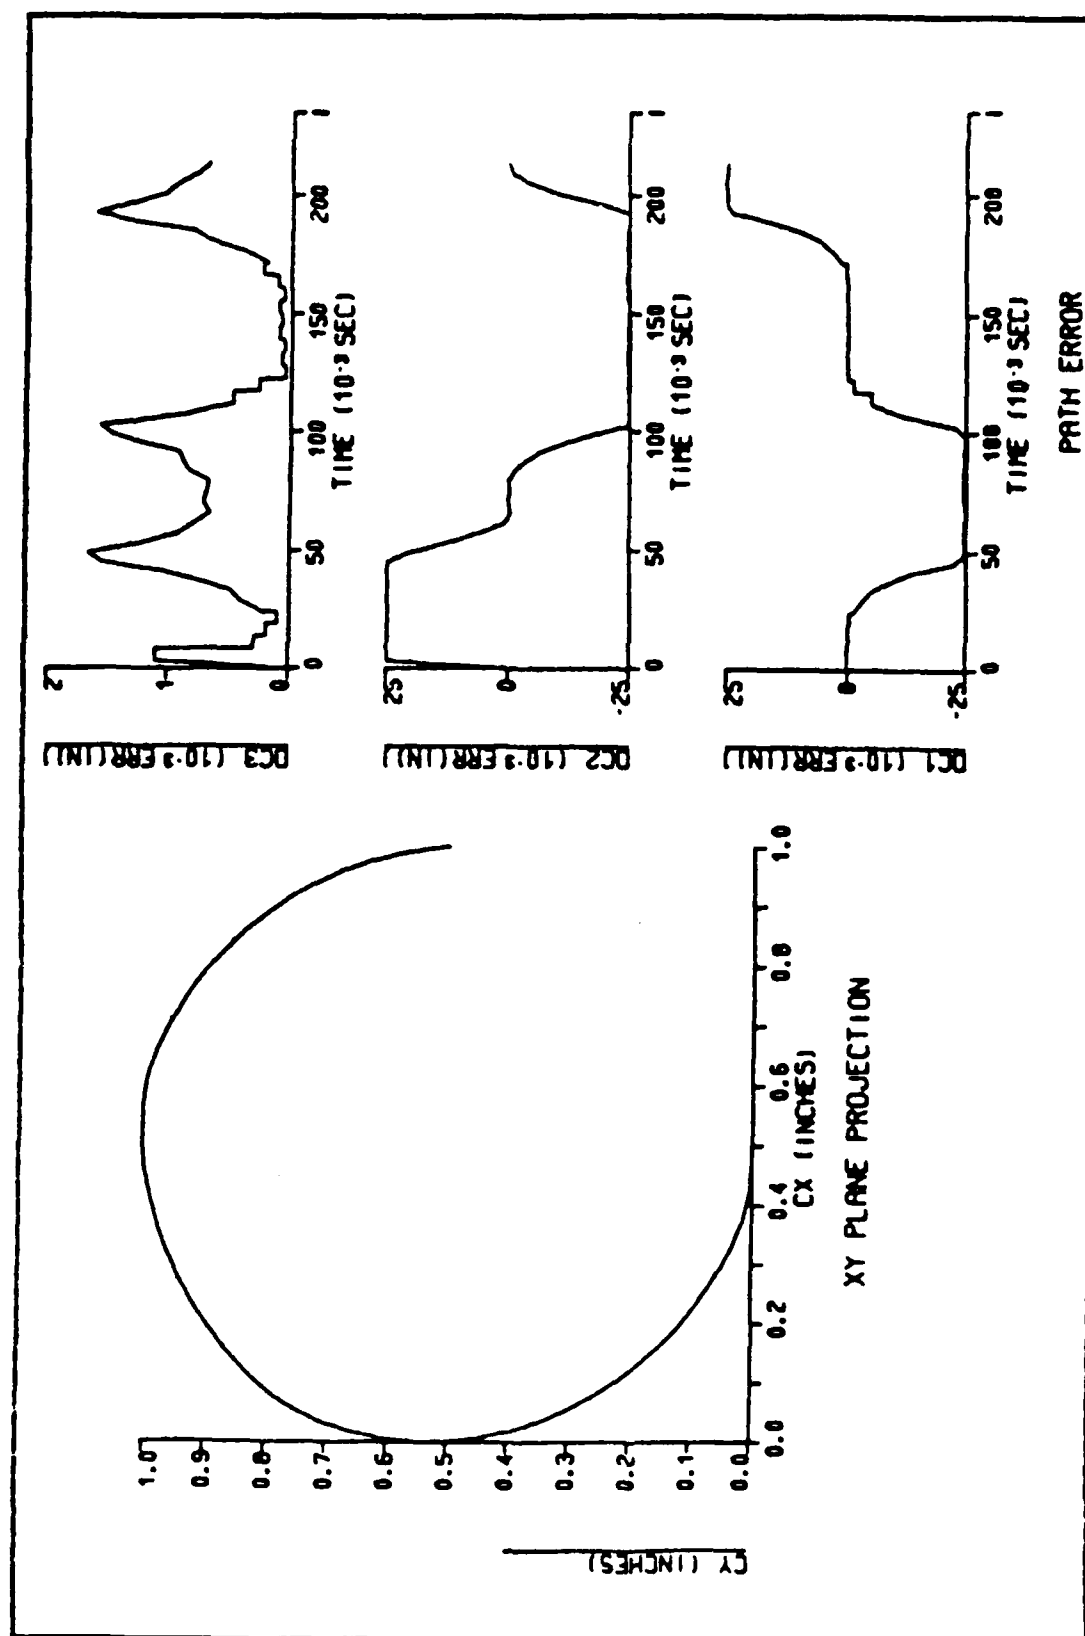 CY (INCHES)
1.0
0.9
0.8
0.7
0.6
0.5
0.4
0.3
0.2
0.1
0.0
0.0 0.2 0.4 0.6 0.8 1.0
CX (INCHES)
XY PLANE PROJECTION
DC3 (10⁻³ ERR(IN)
2
1
0
0 50 100 150 200
TIME (10⁻³ SEC)
DC2 (10⁻³ ERR(IN)
25
0
-25
0 50 100 150 200
TIME (10⁻³ SEC)
DC1 (10⁻³ ERR(IN)
25
0
-25
0 50 100 150 200
TIME (10⁻³ SEC)
PATH ERROR